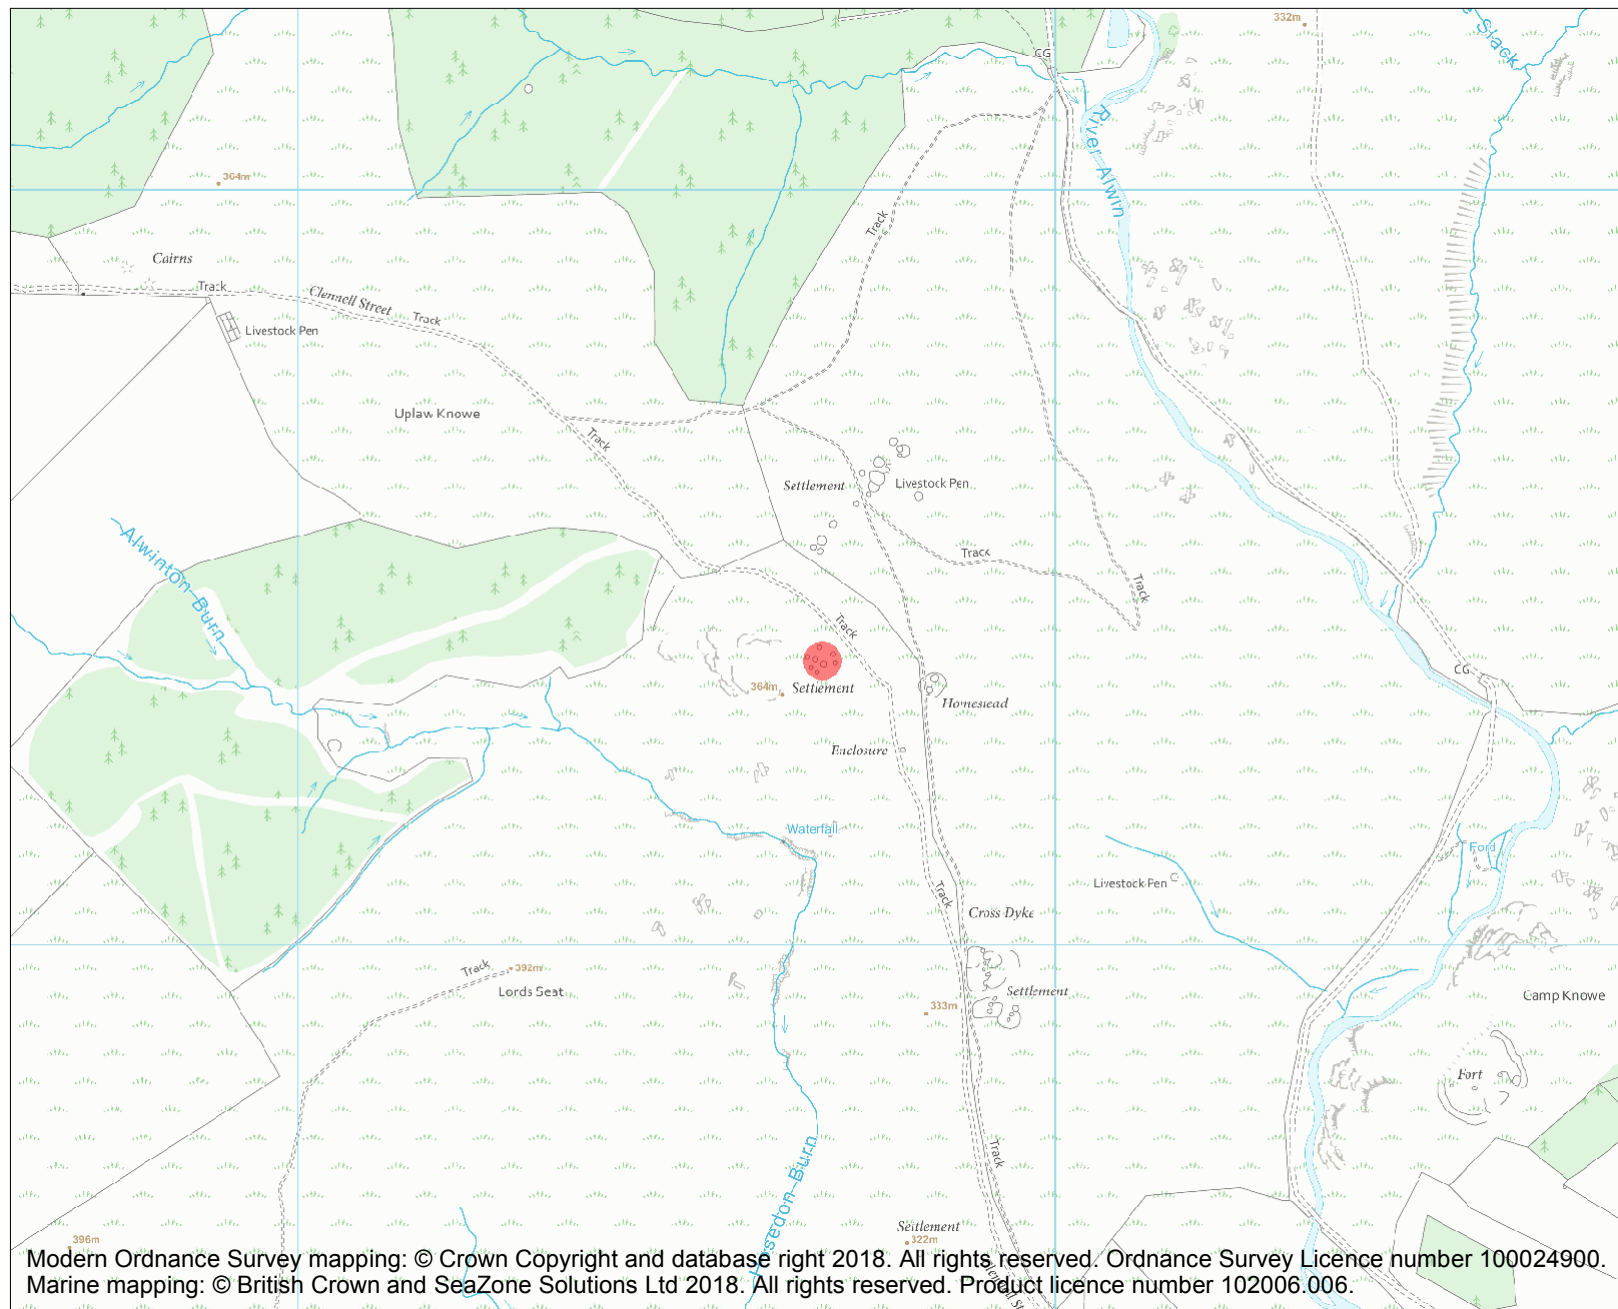 332m
Slack
CG
River Alwin
364m
Track
Cairns
Track
Clennell Street
Track
Livestock Pen
Uplaw Knowe
Track
Settlement
Livestock Pen
Alwinton Burn
Track
Track
Track
CG
364m
Settlement
Homestead
Enclosure
Waterfall
Ford
Livestock Pen
Track
Cross Dyke
Track
392m
Lords Seat
Settlement
Camp Knowe
333m
Fort
Track
Burn
Settlement
396m
322m
Modern Ordnance Survey mapping: © Crown Copyright and database right 2018. All rights reserved. Ordnance Survey Licence number 100024900.
Marine mapping: © British Crown and SeaZone Solutions Ltd 2018. All rights reserved. Product licence number 102006.006.